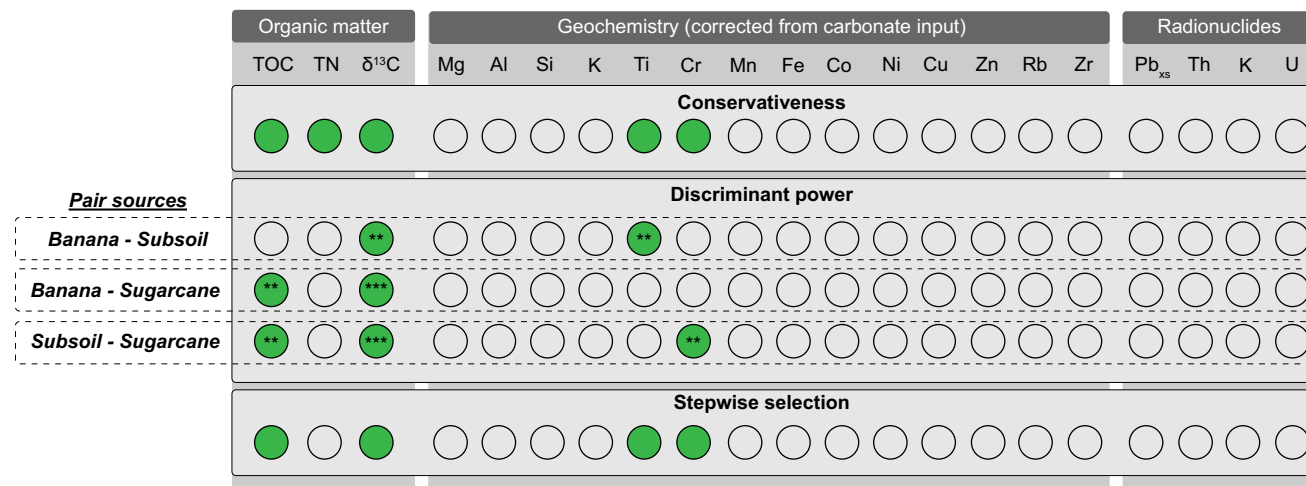 Organic matter Geochemistry (corrected from carbonate input) Radionuclides
TOC TN δ¹³C Mg Al Si K Ti Cr Mn Fe Co Ni Cu Zn Rb Zr Pbxs Th K U
Conservativeness
Pair sources
Discriminant power
Banana - Subsoil ** **
Banana - Sugarcane ** ***
Subsoil - Sugarcane ** *** **
Stepwise selection